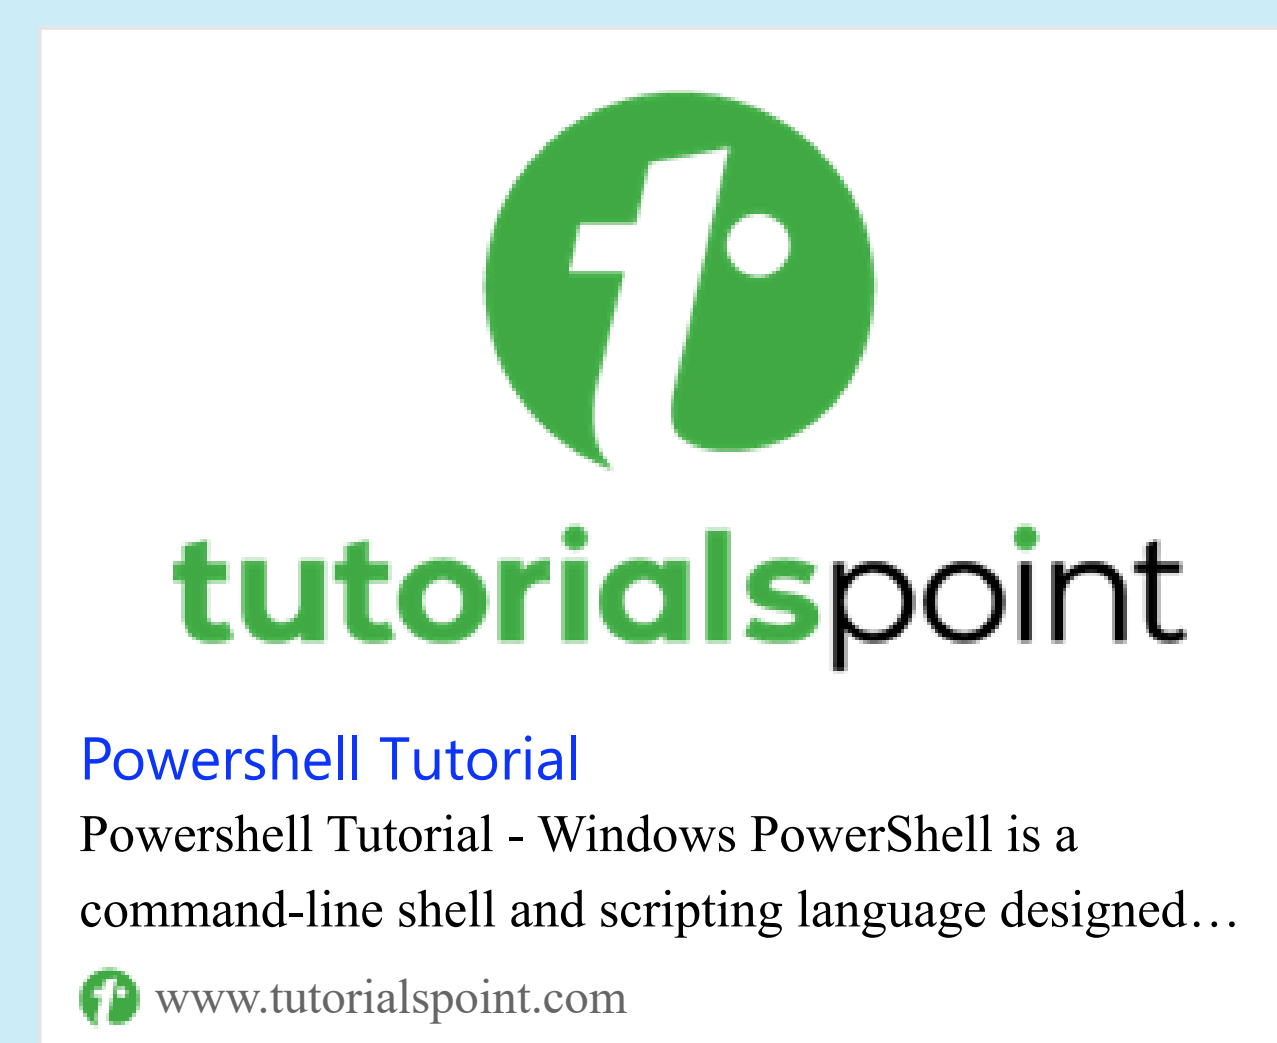 tutorialspoint
Powershell Tutorial
Powershell Tutorial - Windows PowerShell is a
command-line shell and scripting language designed…
www.tutorialspoint.com